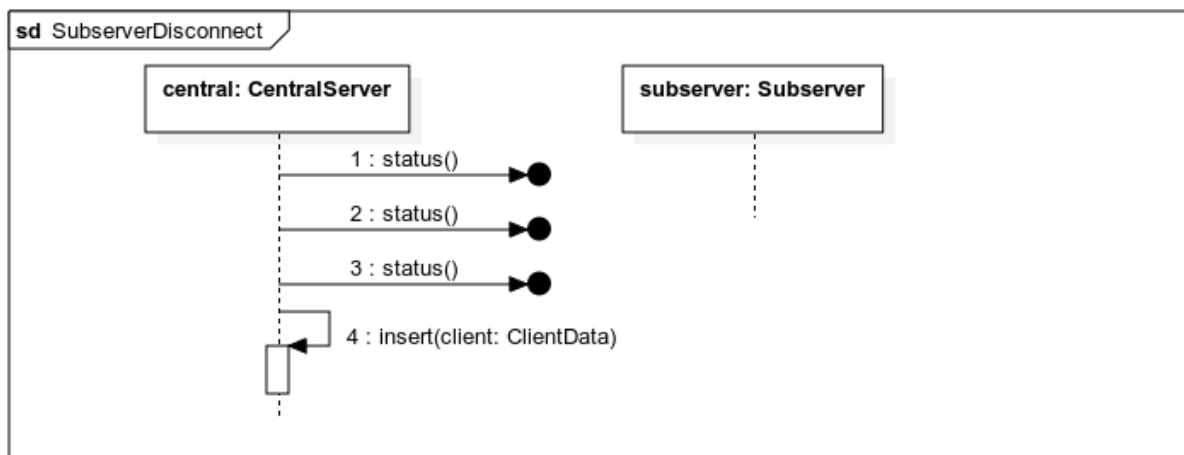 sd SubserverDisconnect
central: CentralServer
subserver: Subserver
1 : status()
2 : status()
3 : status()
4 : insert(client: ClientData)